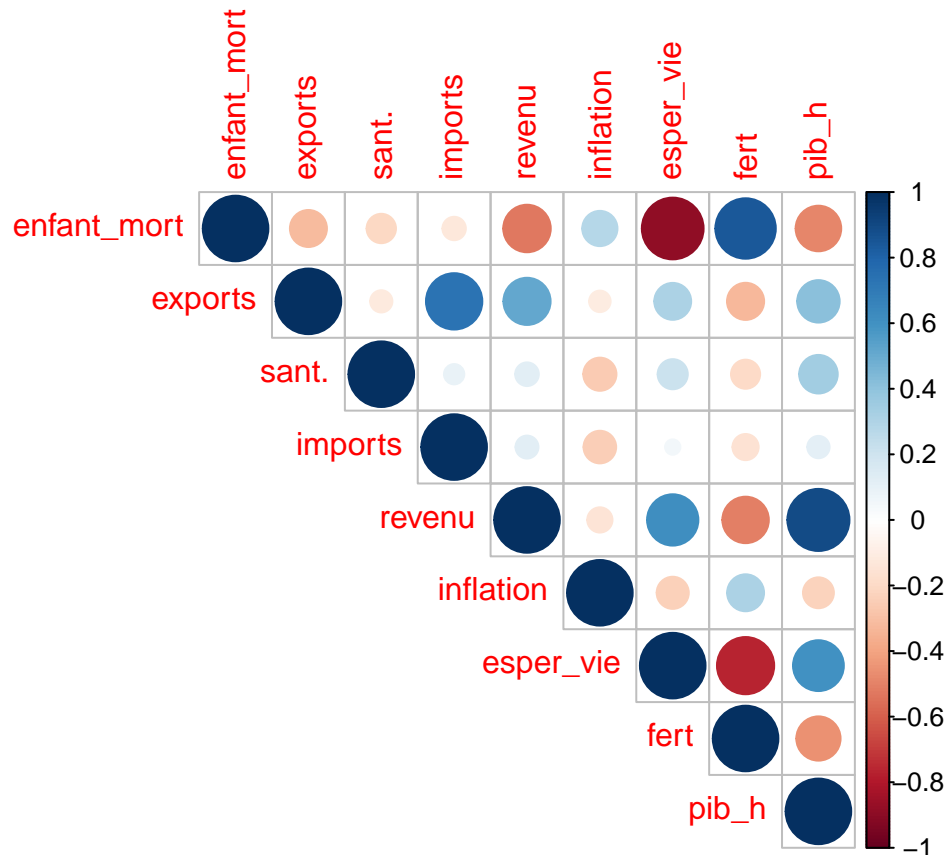 enfant_mort
exports
sant.
imports
revenu
inflation
esper_vie
fert
pib_h
enfant_mort
exports
sant.
imports
revenu
inflation
esper_vie
fert
pib_h
1
0.8
0.6
0.4
0.2
0
−0.2
−0.4
−0.6
−0.8
−1